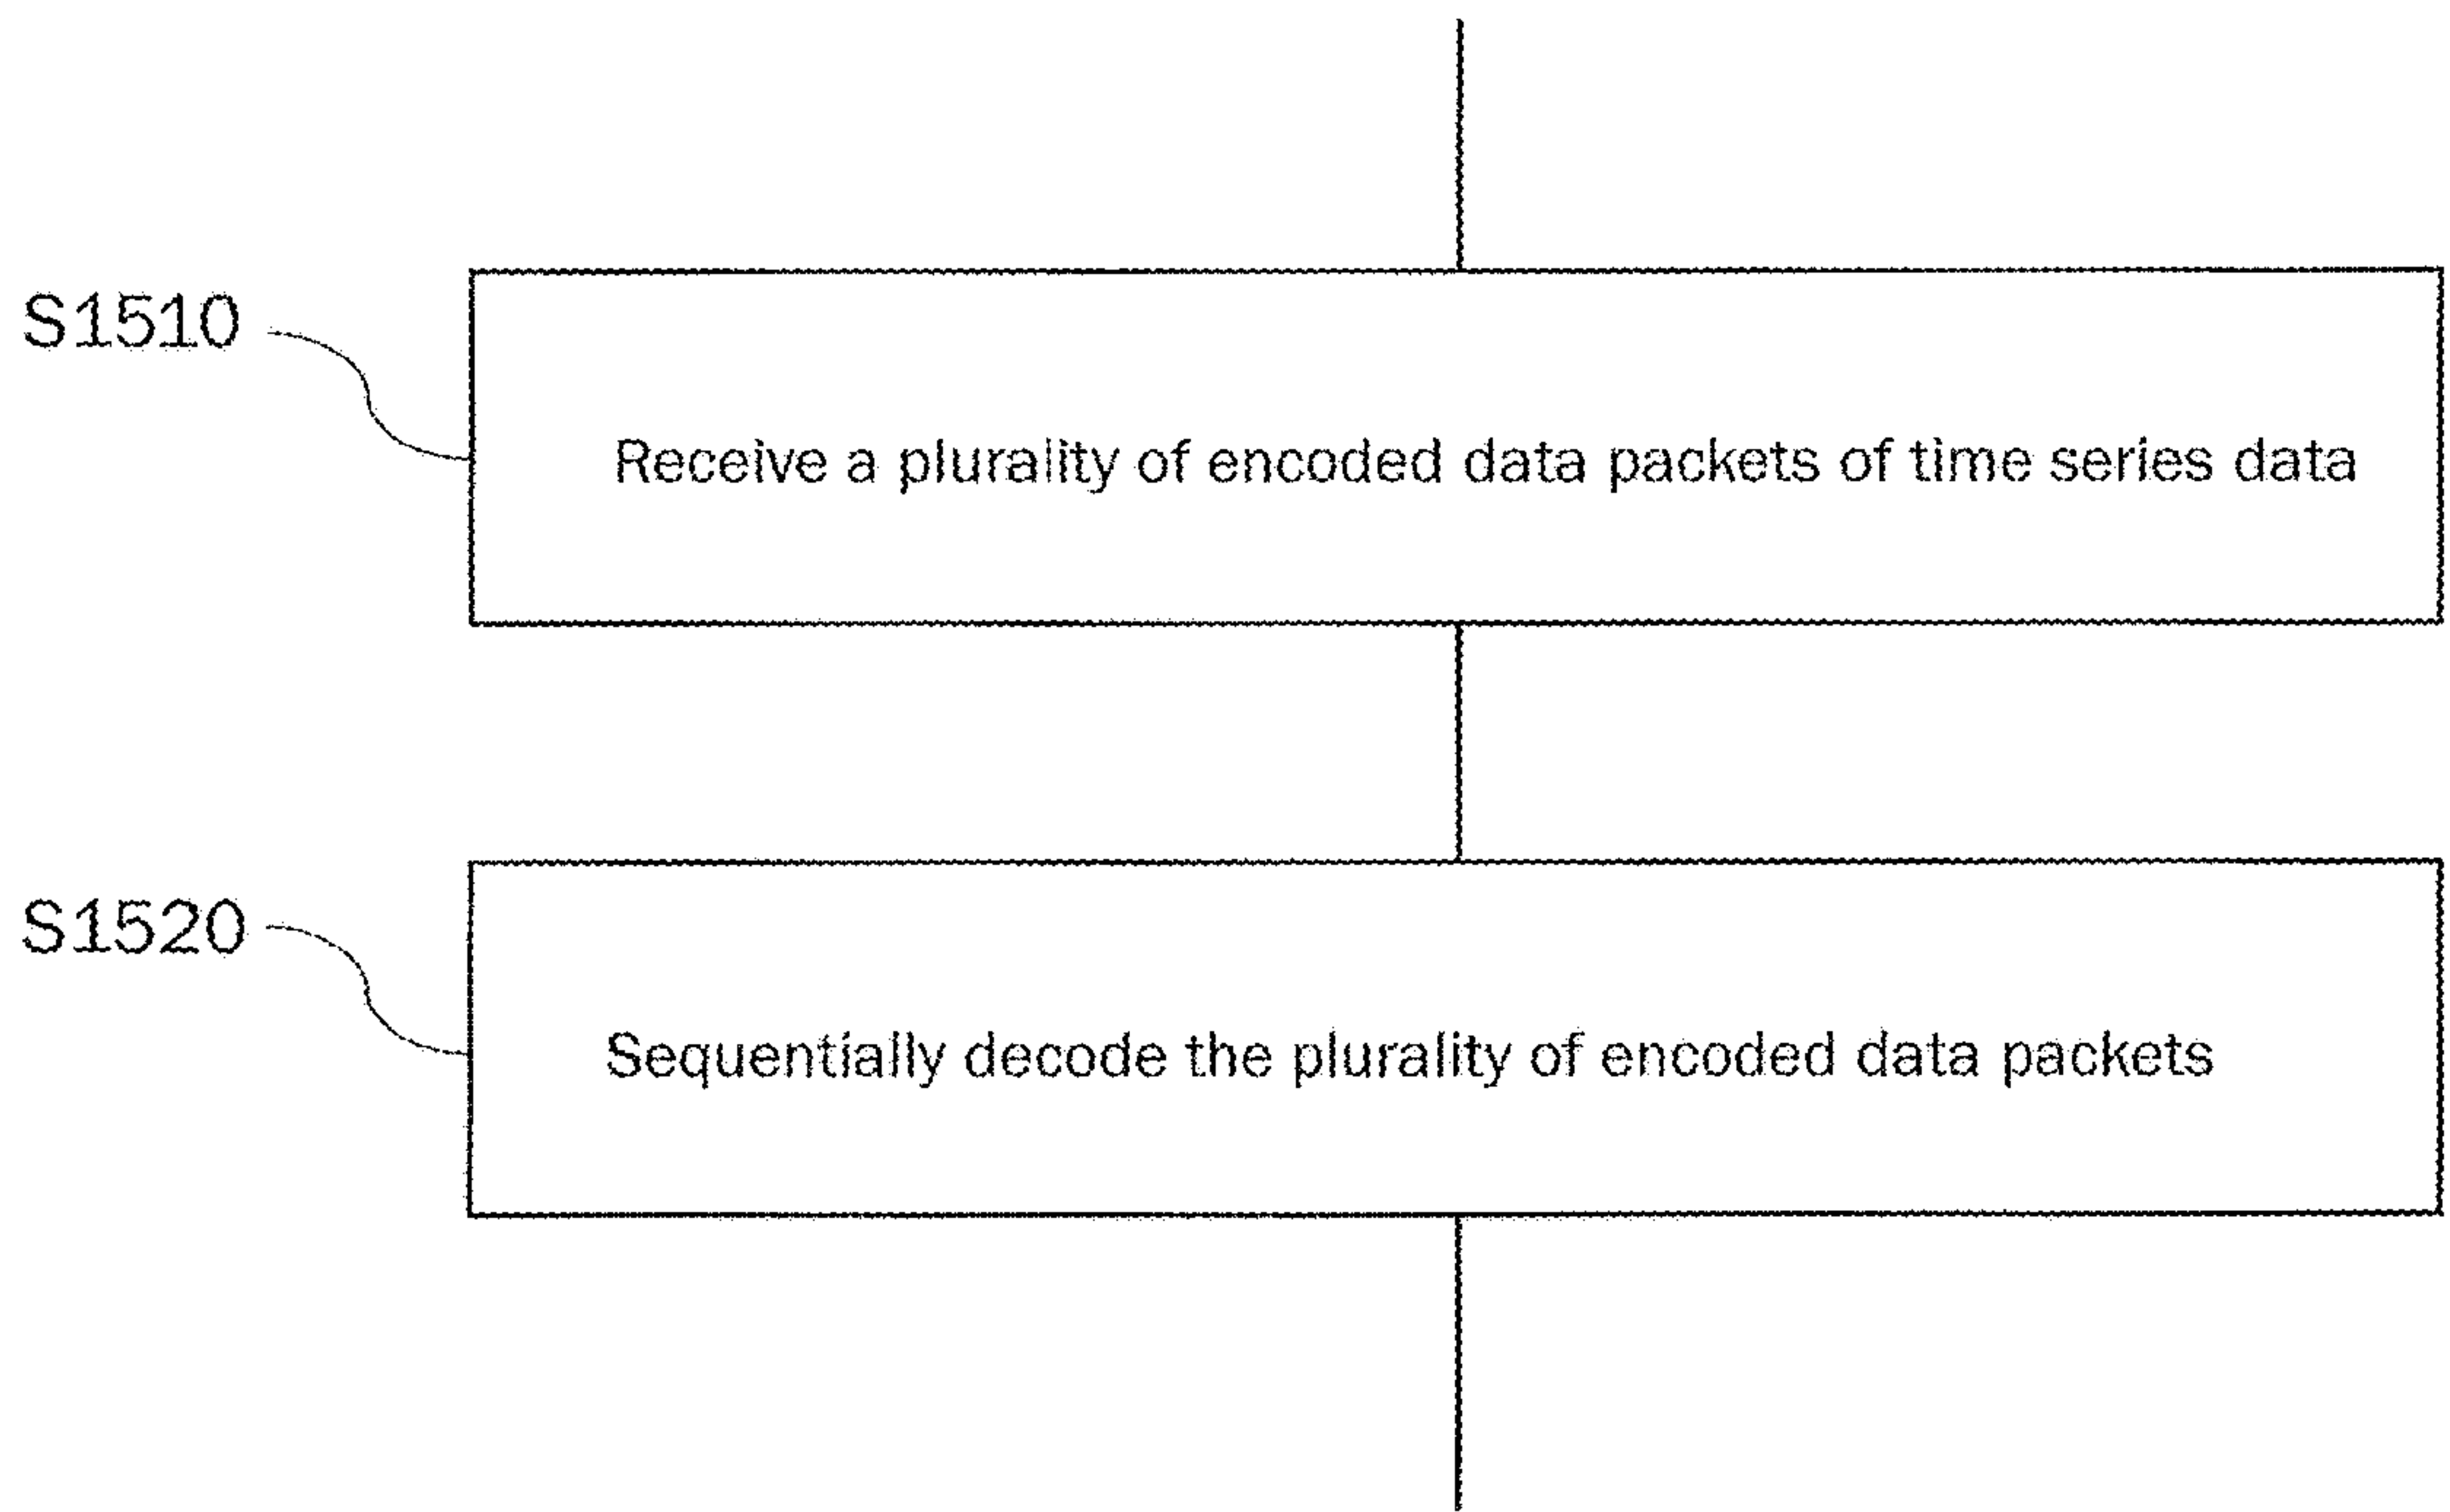 S1510
Receive a plurality of encoded data packets of time series data
S1520
Sequentially decode the plurality of encoded data packets